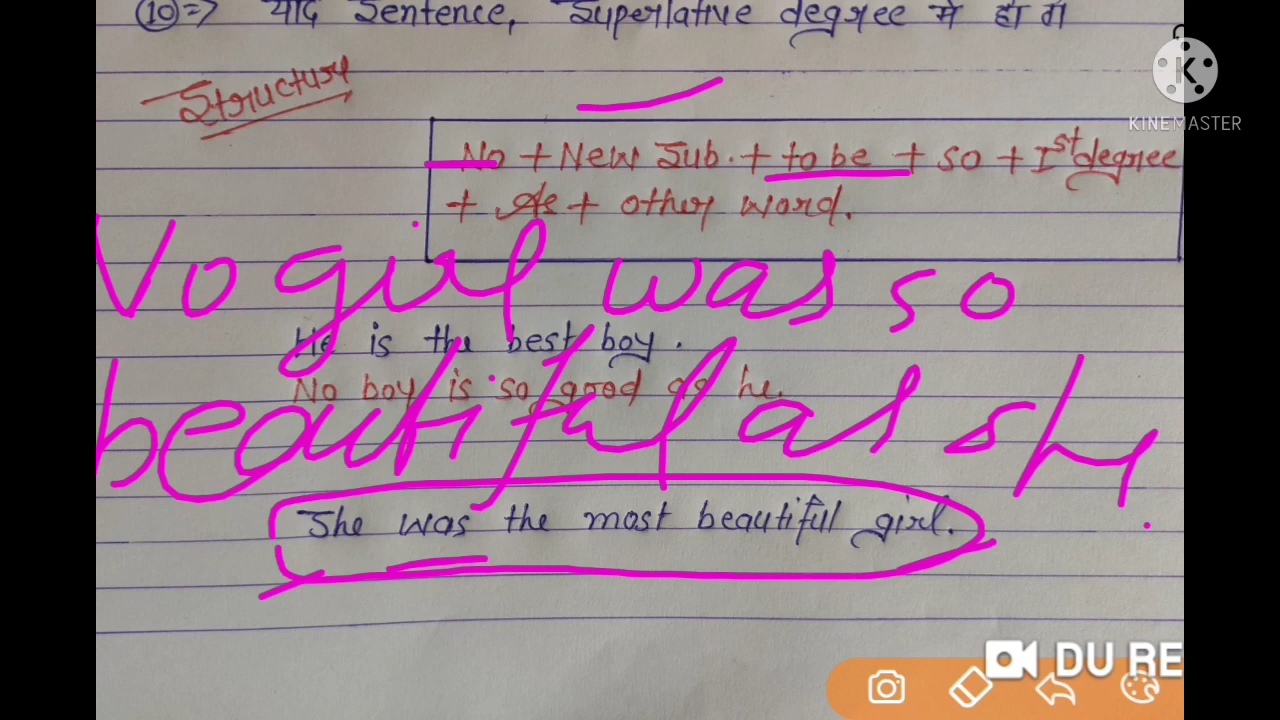 ⑩=> यदि Sentence, Superlative degree में हो तो
Structure
KINEMASTER
No + New Sub. + to be + so + Ist degree
+ As + other word.
No girl was so
He is the best boy.
No boy is so good as he.
beautiful as she.
She was the most beautiful girl.
DU RE